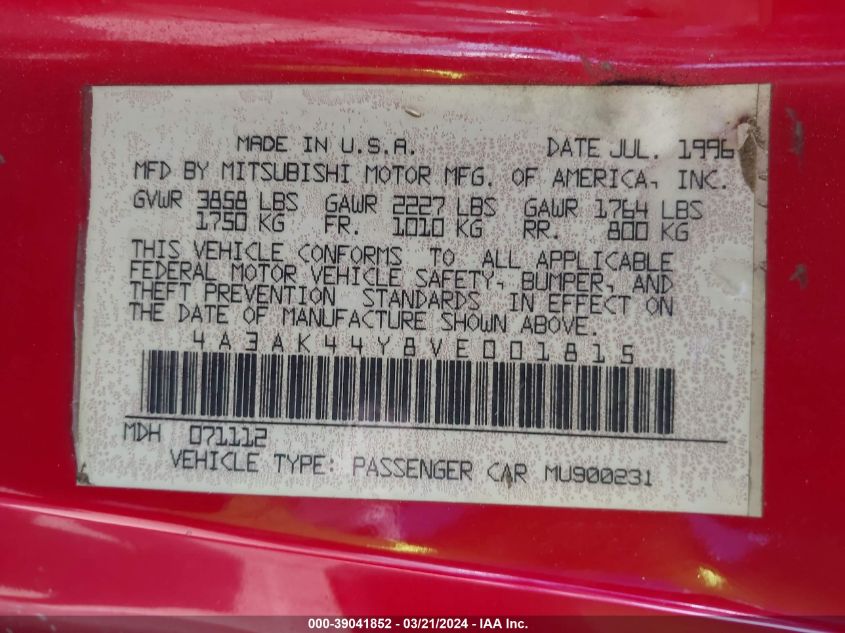 MADE IN U.S.A. DATE JUL. 1996
MFD BY MITSUBISHI MOTOR MFG. OF AMERICA, INC.
GVWR 3858 LBS GAWR 2227 LBS GAWR 1764 LBS
1750 KG FR. 1010 KG RR. 800 KG
THIS VEHICLE CONFORMS TO ALL APPLICABLE
FEDERAL MOTOR VEHICLE SAFETY, BUMPER, AND
THEFT PREVENTION STANDARDS IN EFFECT ON
THE DATE OF MANUFACTURE SHOWN ABOVE.
4A3AK44Y8VE001815
MDH 071112
VEHICLE TYPE: PASSENGER CAR MU900231
000-39041852 - 03/21/2024 - IAA Inc.